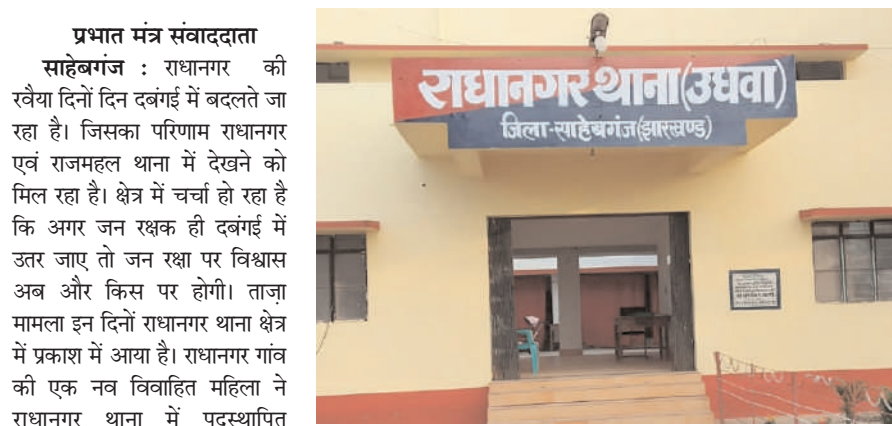 प्रभात मंत्र संवाददाता
साहेबगंज : राधानगर की
रवैया दिनों दिन दबंगई में बदलते जा
रहा है। जिसका परिणाम राधानगर
एवं राजमहल थाना में देखने को
मिल रहा है। क्षेत्र में चर्चा हो रहा है
कि अगर जन रक्षक ही दबंगई में
उतर जाए तो जन रक्षा पर विश्वास
अब और किस पर होगी। ताज़ा
मामला इन दिनों राधानगर थाना क्षेत्र
में प्रकाश में आया है। राधानगर गांव
की एक नव विवाहित महिला ने
राधानगर थाना में पदस्थापित
राधानगर थाना (उधवा)
जिला-साहेबगंज (झारखण्ड)